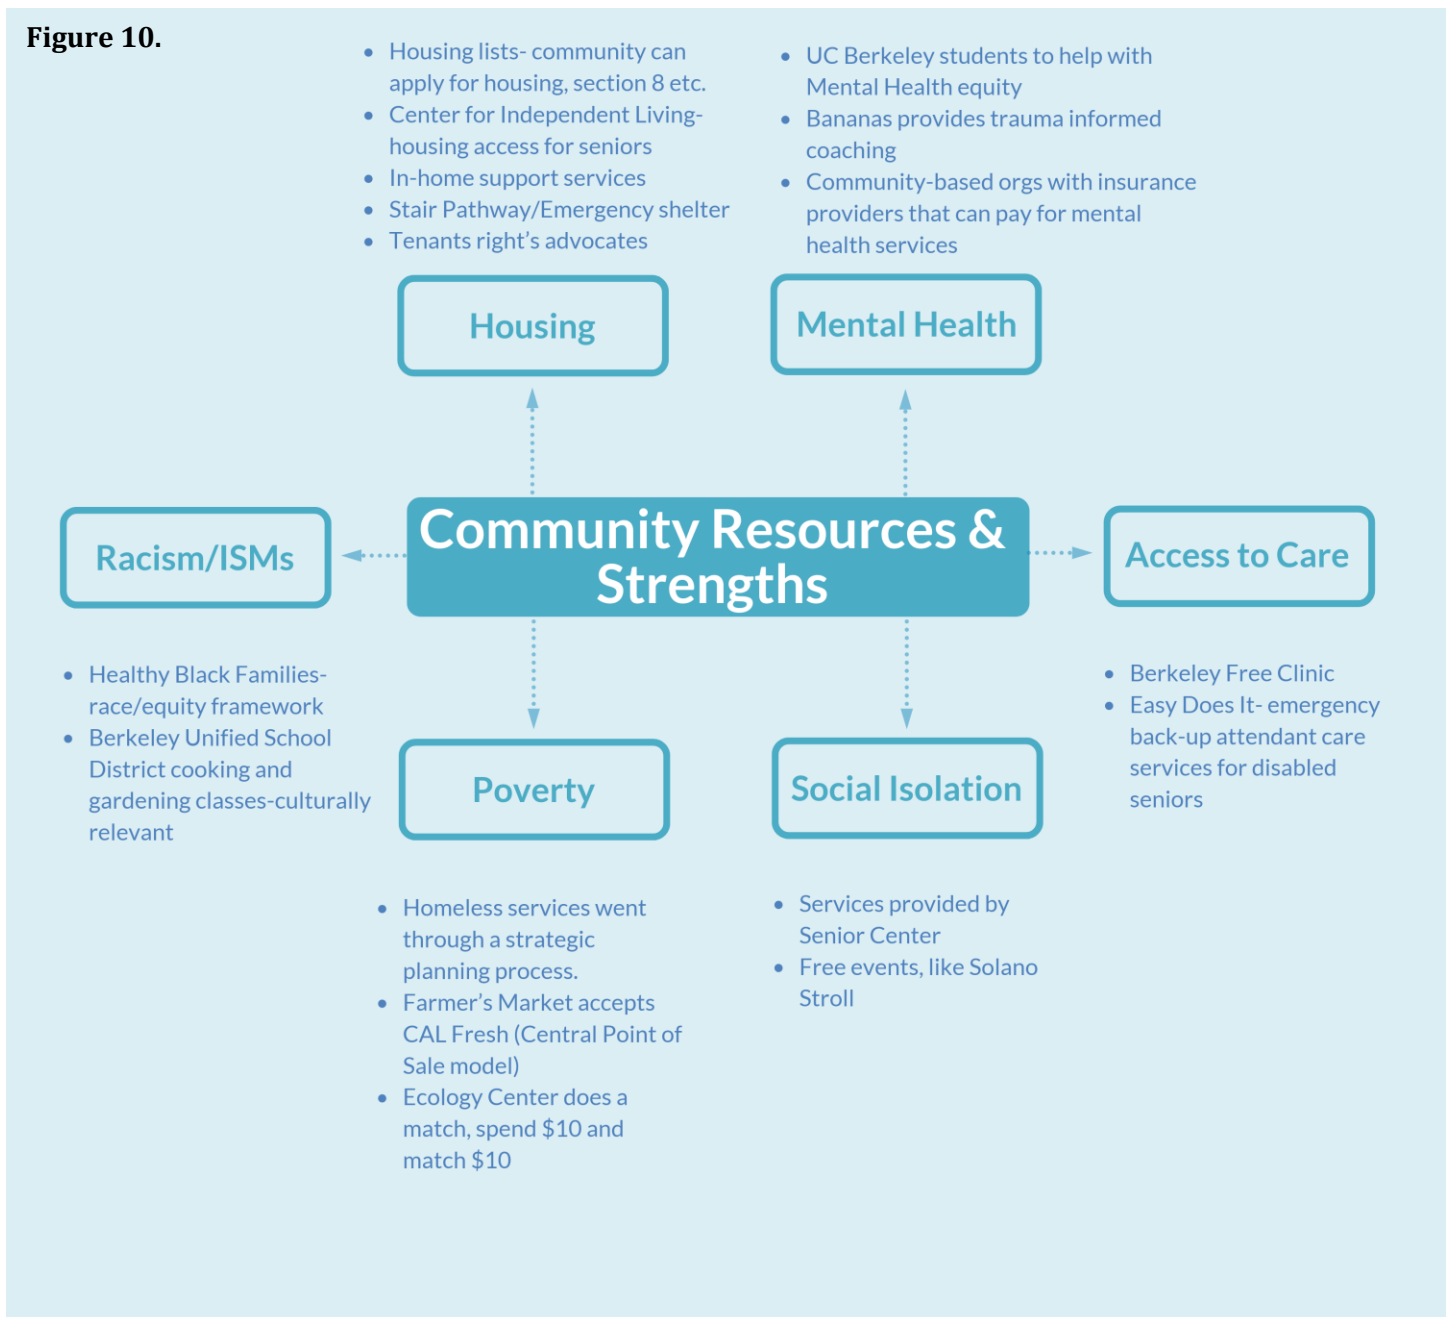 Figure 10.
• Housing lists- community can
apply for housing, section 8 etc.
• Center for Independent Living-
housing access for seniors
• In-home support services
• Stair Pathway/Emergency shelter
• Tenants right's advocates
• UC Berkeley students to help with
Mental Health equity
• Bananas provides trauma informed
coaching
• Community-based orgs with insurance
providers that can pay for mental
health services
Housing
Mental Health
Racism/ISMs
Community Resources &
Strengths
Access to Care
• Healthy Black Families-
race/equity framework
• Berkeley Unified School
District cooking and
gardening classes-culturally
relevant
• Berkeley Free Clinic
• Easy Does It- emergency
back-up attendant care
services for disabled
seniors
Poverty
Social Isolation
• Homeless services went
through a strategic
planning process.
• Farmer's Market accepts
CAL Fresh (Central Point of
Sale model)
• Ecology Center does a
match, spend $10 and
match $10
• Services provided by
Senior Center
• Free events, like Solano
Stroll